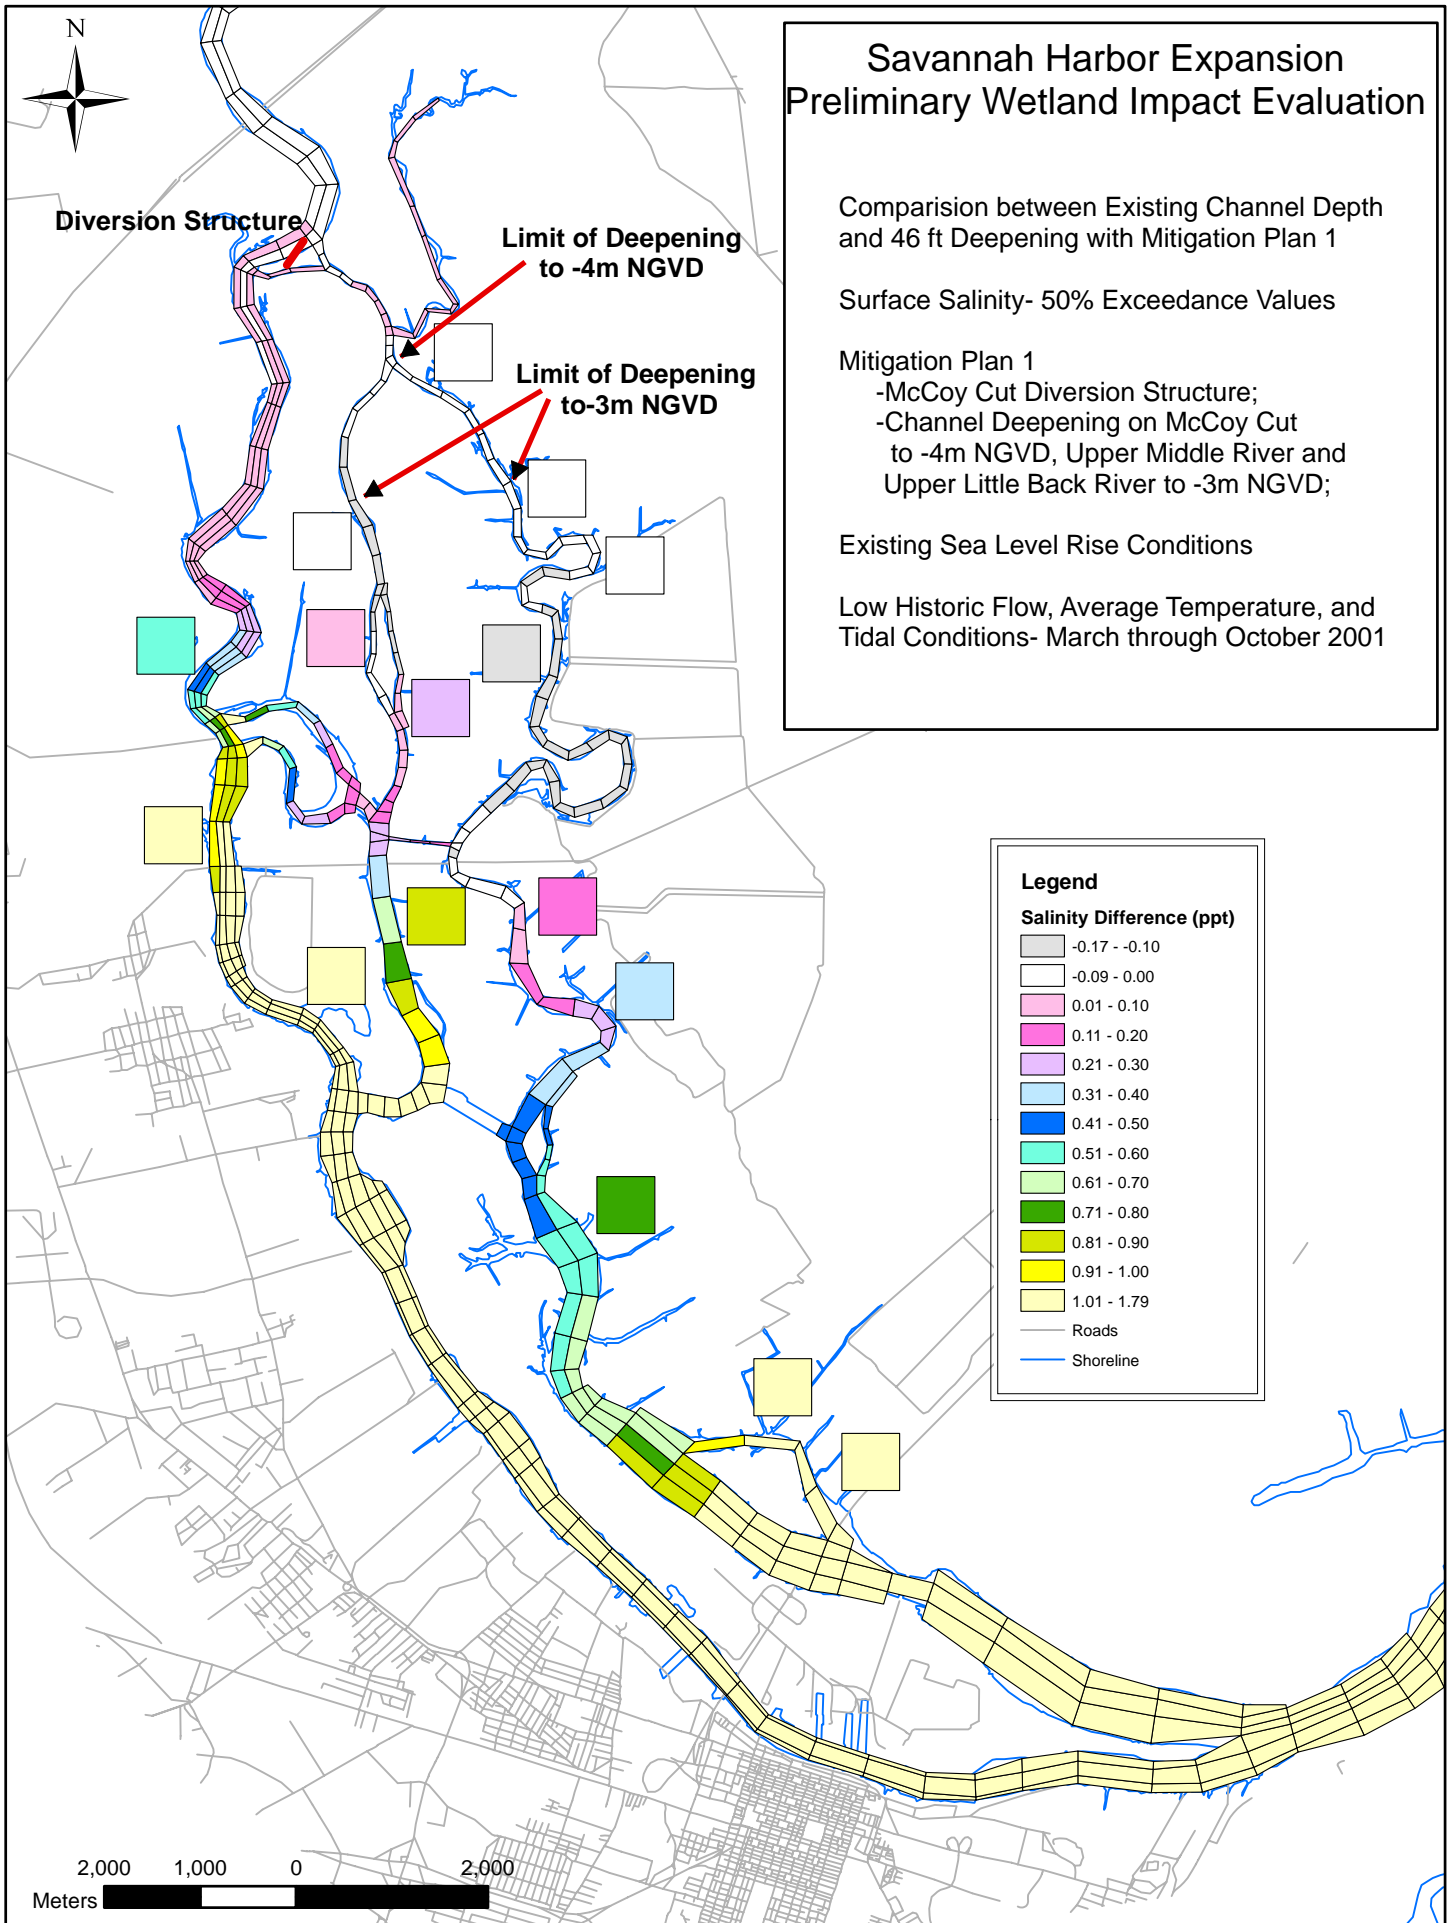 N
Savannah Harbor Expansion
Preliminary Wetland Impact Evaluation
Comparision between Existing Channel Depth
and 46 ft Deepening with Mitigation Plan 1
Surface Salinity- 50% Exceedance Values
Mitigation Plan 1
-McCoy Cut Diversion Structure;
-Channel Deepening on McCoy Cut
to -4m NGVD, Upper Middle River and
Upper Little Back River to -3m NGVD;
Existing Sea Level Rise Conditions
Low Historic Flow, Average Temperature, and
Tidal Conditions- March through October 2001
Diversion Structure
Limit of Deepening
to -4m NGVD
Limit of Deepening
to-3m NGVD
Legend
Salinity Difference (ppt)
-0.17 - -0.10
-0.09 - 0.00
0.01 - 0.10
0.11 - 0.20
0.21 - 0.30
0.31 - 0.40
0.41 - 0.50
0.51 - 0.60
0.61 - 0.70
0.71 - 0.80
0.81 - 0.90
0.91 - 1.00
1.01 - 1.79
Roads
Shoreline
2,000 1,000 0 2,000
Meters